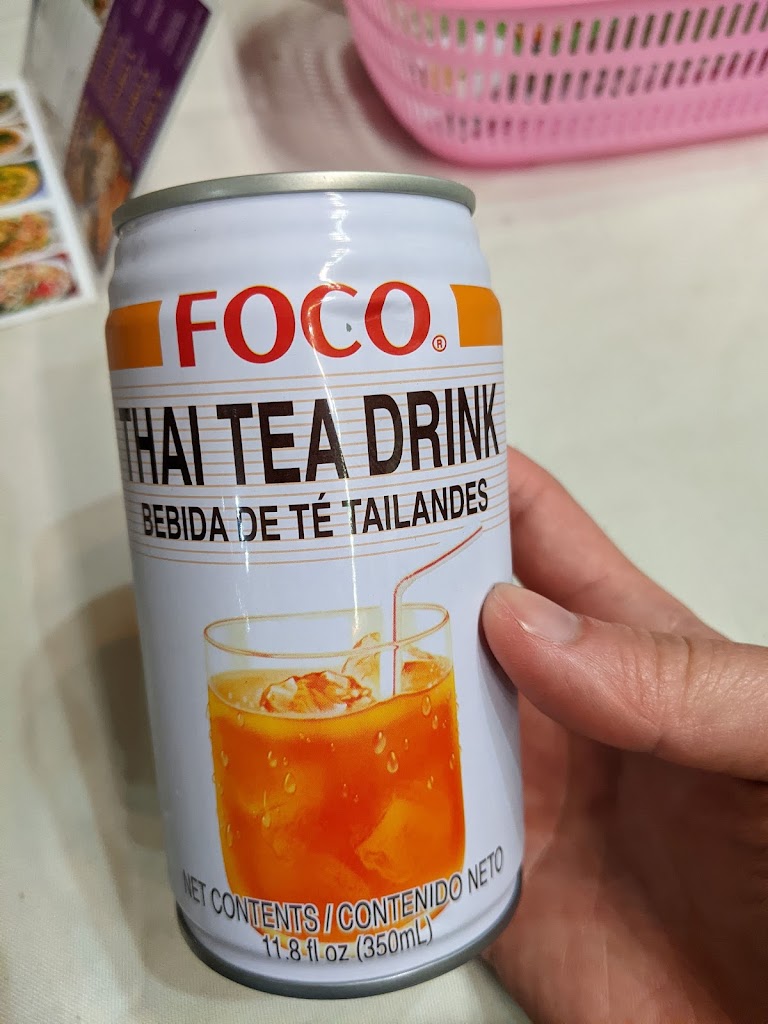 FOCO®
THAI TEA DRINK
BEBIDA DE TÉ TAILANDES
NET CONTENTS / CONTENIDO NETO
11.8 fl oz (350mL)